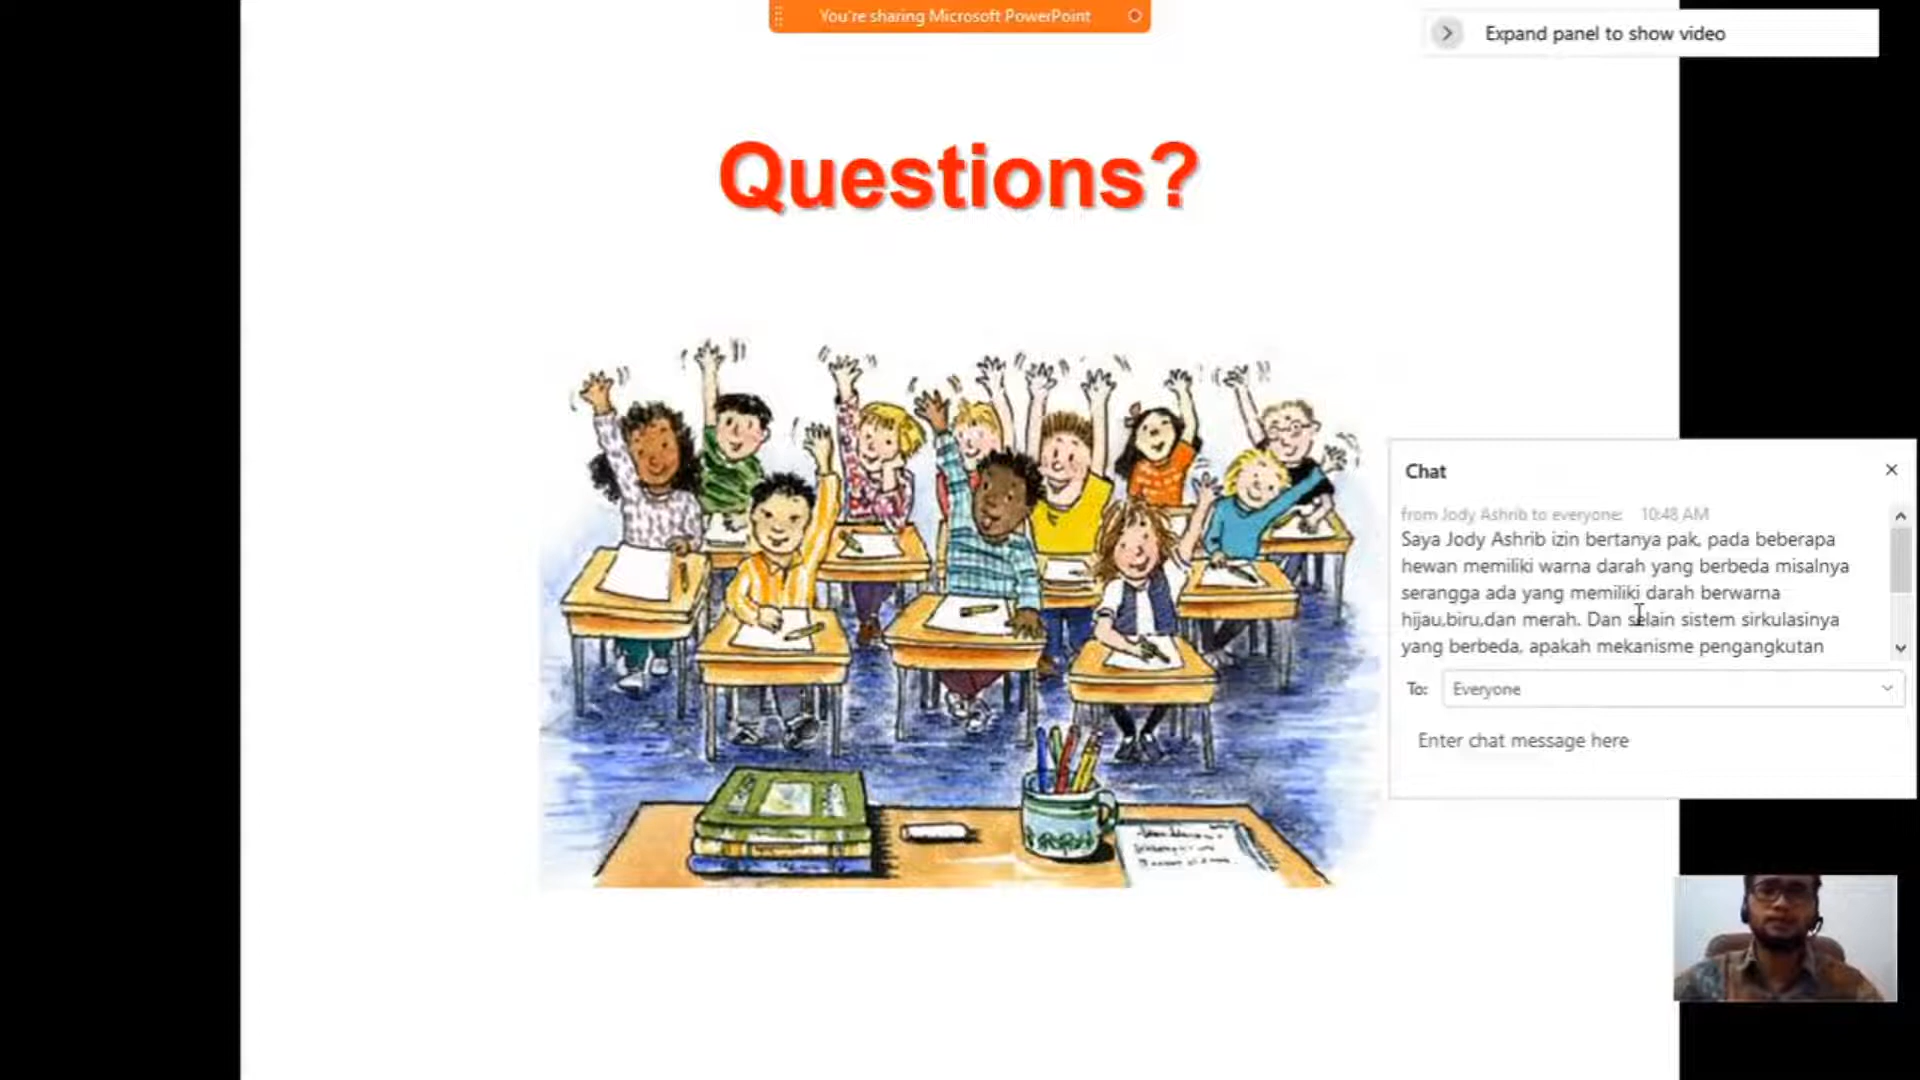 You're sharing Microsoft PowerPoint
Expand panel to show video
Questions?
Chat
from Jody Ashrib to everyone: 10:48 AM
Saya Jody Ashrib izin bertanya pak, pada beberapa
hewan memiliki warna darah yang berbeda misalnya
serangga ada yang memiliki darah berwarna
hijau,biru,dan merah. Dan selain sistem sirkulasinya
yang berbeda, apakah mekanisme pengangkutan
To: Everyone
Enter chat message here